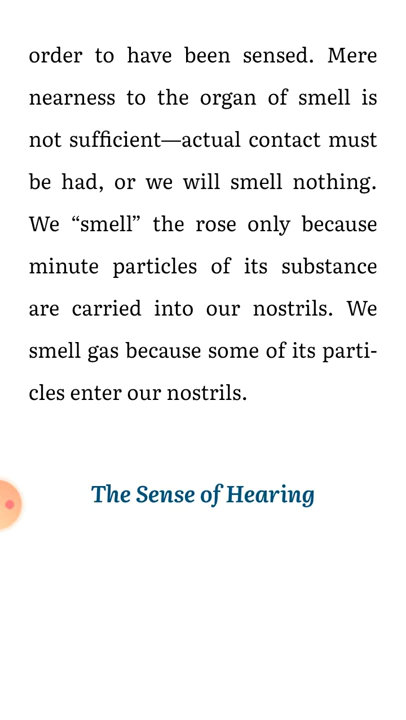 order to have been sensed. Mere
nearness to the organ of smell is
not sufficient—actual contact must
be had, or we will smell nothing.
We “smell” the rose only because
minute particles of its substance
are carried into our nostrils. We
smell gas because some of its parti-
cles enter our nostrils.
The Sense of Hearing